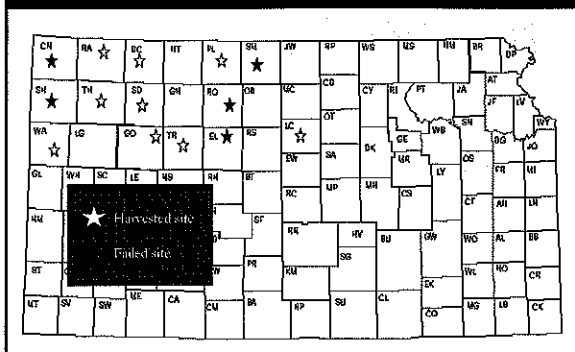 CN RA DC NT PL SM JW RP WS MS NM BR DP
SH TH SD GH RO OB MC CD CY RI PT JA AT
JF LV WY
WA LG GO TR EL RS LC OT GE WB SN
SW SA DK MR OS DG JO
GL WH SC LE NS RH BT RC MP MH CS LY FR MI
Harvested site SF CF AN LN
Failed site RN HV BU GW WO AL BB
ST KM SG WL NO CR
PR EK
MT SV SW ME CA CM BA HP SU CL CQ MG LB CK